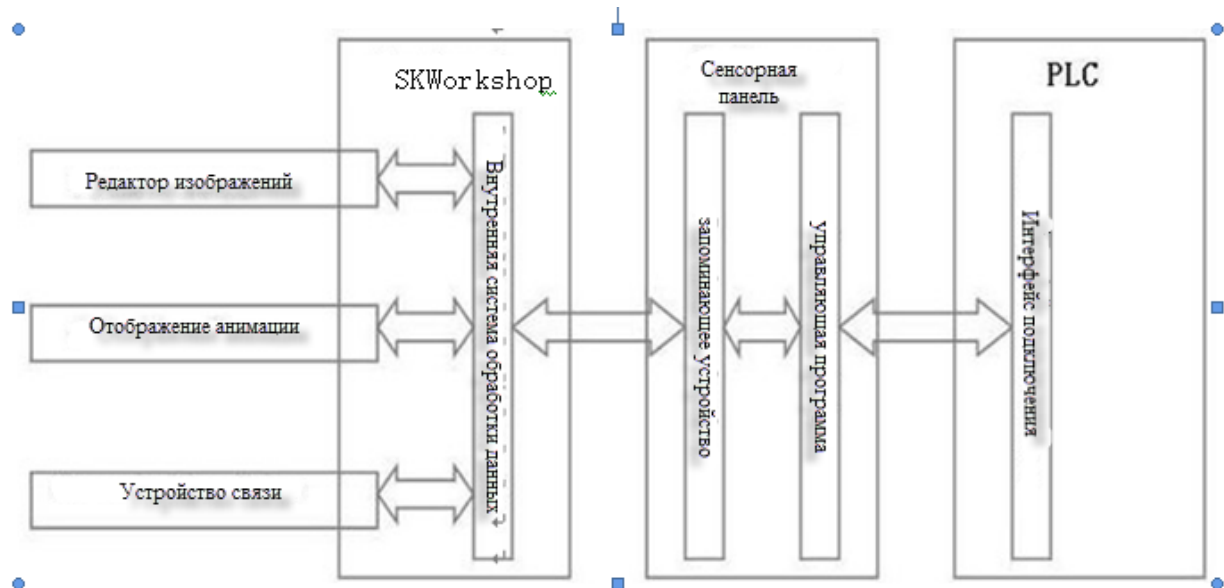 SKWorkshop
Сенсорная
панель
PLC
Редактор изображений
Отображение анимации
Устройство связи
Внутренняя система обработки данных
запоминающее устройство
управляющая программа
Интерфейс подключения